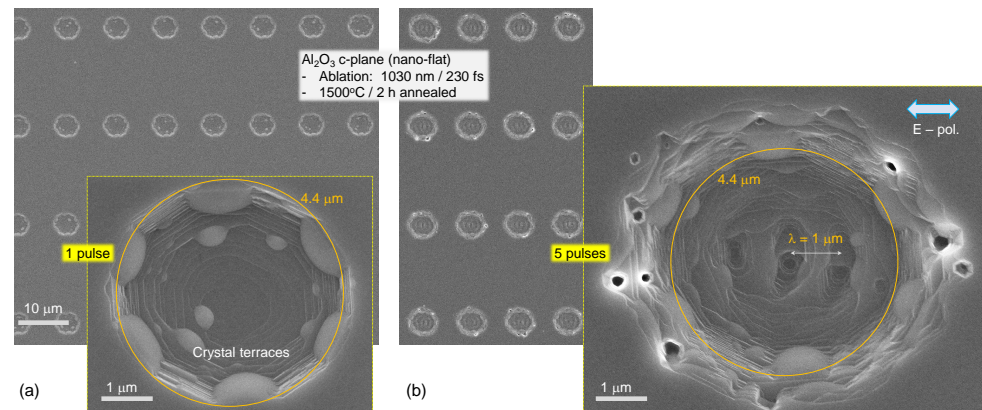 Al₂O₃ c-plane (nano-flat)
- Ablation: 1030 nm / 230 fs
- 1500ᵒC / 2 h annealed
E – pol.
4.4 μm
4.4 μm
1 pulse
5 pulses
λ = 1 μm
10 μm
Crystal terraces
(a)
1 μm
(b)
1 μm